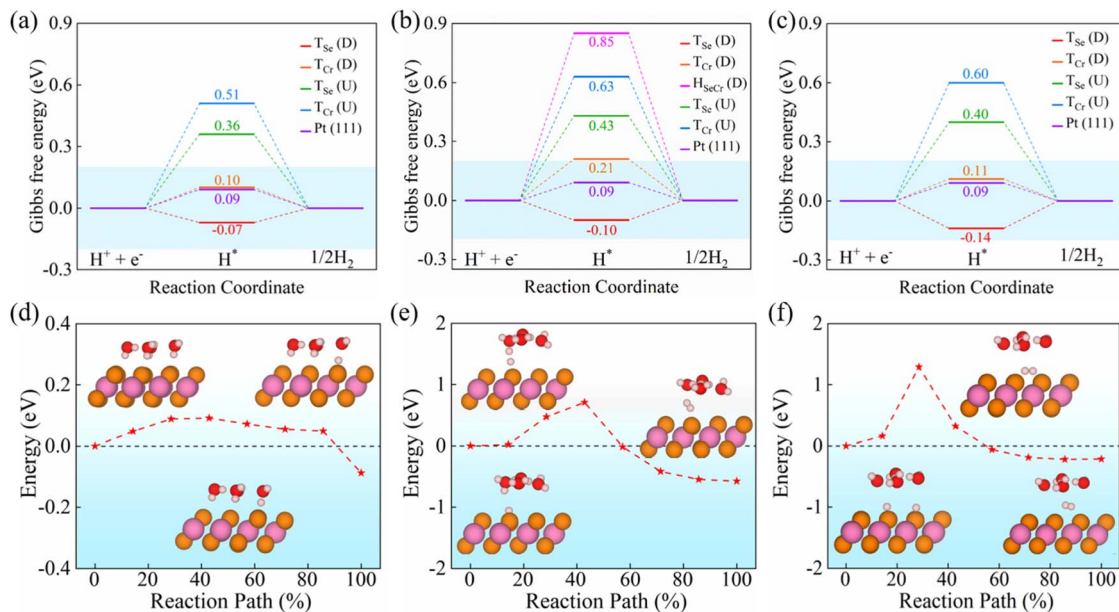 (a)
Gibbs free energy (eV)
0.9
0.6
0.3
0.0
-0.3
T_Se (D)
T_Cr (D)
T_Se (U)
T_Cr (U)
Pt (111)
0.51
0.36
0.10
0.09
-0.07
H⁺ + e⁻
H*
1/2H₂
Reaction Coordinate
(b)
Gibbs free energy (eV)
0.9
0.6
0.3
0.0
-0.3
T_Se (D)
T_Cr (D)
H_SeCr (D)
T_Se (U)
T_Cr (U)
Pt (111)
0.85
0.63
0.43
0.21
0.09
-0.10
H⁺ + e⁻
H*
1/2H₂
Reaction Coordinate
(c)
Gibbs free energy (eV)
0.9
0.6
0.3
0.0
-0.3
T_Se (D)
T_Cr (D)
T_Se (U)
T_Cr (U)
Pt (111)
0.60
0.40
0.11
0.09
-0.14
H⁺ + e⁻
H*
1/2H₂
Reaction Coordinate
(d)
Energy (eV)
0.4
0.2
0.0
-0.2
-0.4
0 20 40 60 80 100
Reaction Path (%)
(e)
Energy (eV)
2
1
0
-1
-2
0 20 40 60 80 100
Reaction Path (%)
(f)
Energy (eV)
2
1
0
-1
-2
0 20 40 60 80 100
Reaction Path (%)